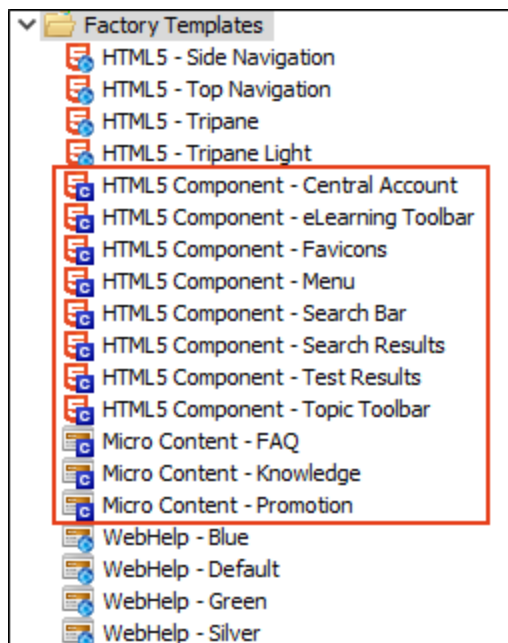 Factory Templates
HTML5 - Side Navigation
HTML5 - Top Navigation
HTML5 - Tripane
HTML5 - Tripane Light
HTML5 Component - Central Account
HTML5 Component - eLearning Toolbar
HTML5 Component - Favicons
HTML5 Component - Menu
HTML5 Component - Search Bar
HTML5 Component - Search Results
HTML5 Component - Test Results
HTML5 Component - Topic Toolbar
Micro Content - FAQ
Micro Content - Knowledge
Micro Content - Promotion
WebHelp - Blue
WebHelp - Default
WebHelp - Green
WebHelp - Silver